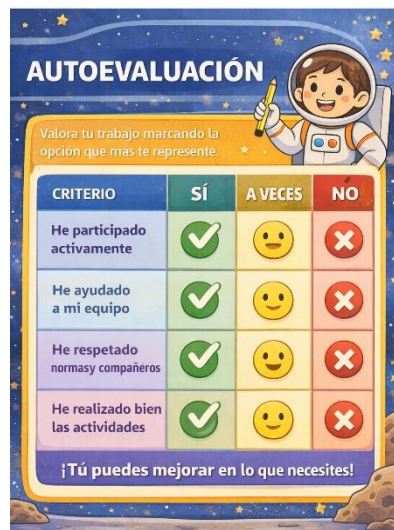 AUTOEVALUACIÓN
Valora tu trabajo marcando la
opción que más te represente.
CRITERIO SÍ A VECES NO
He participado
activamente
He ayudado
a mi equipo
He respetado
normasy compañeros
He realizado bien
las actividades
¡Tú puedes mejorar en lo que necesites!